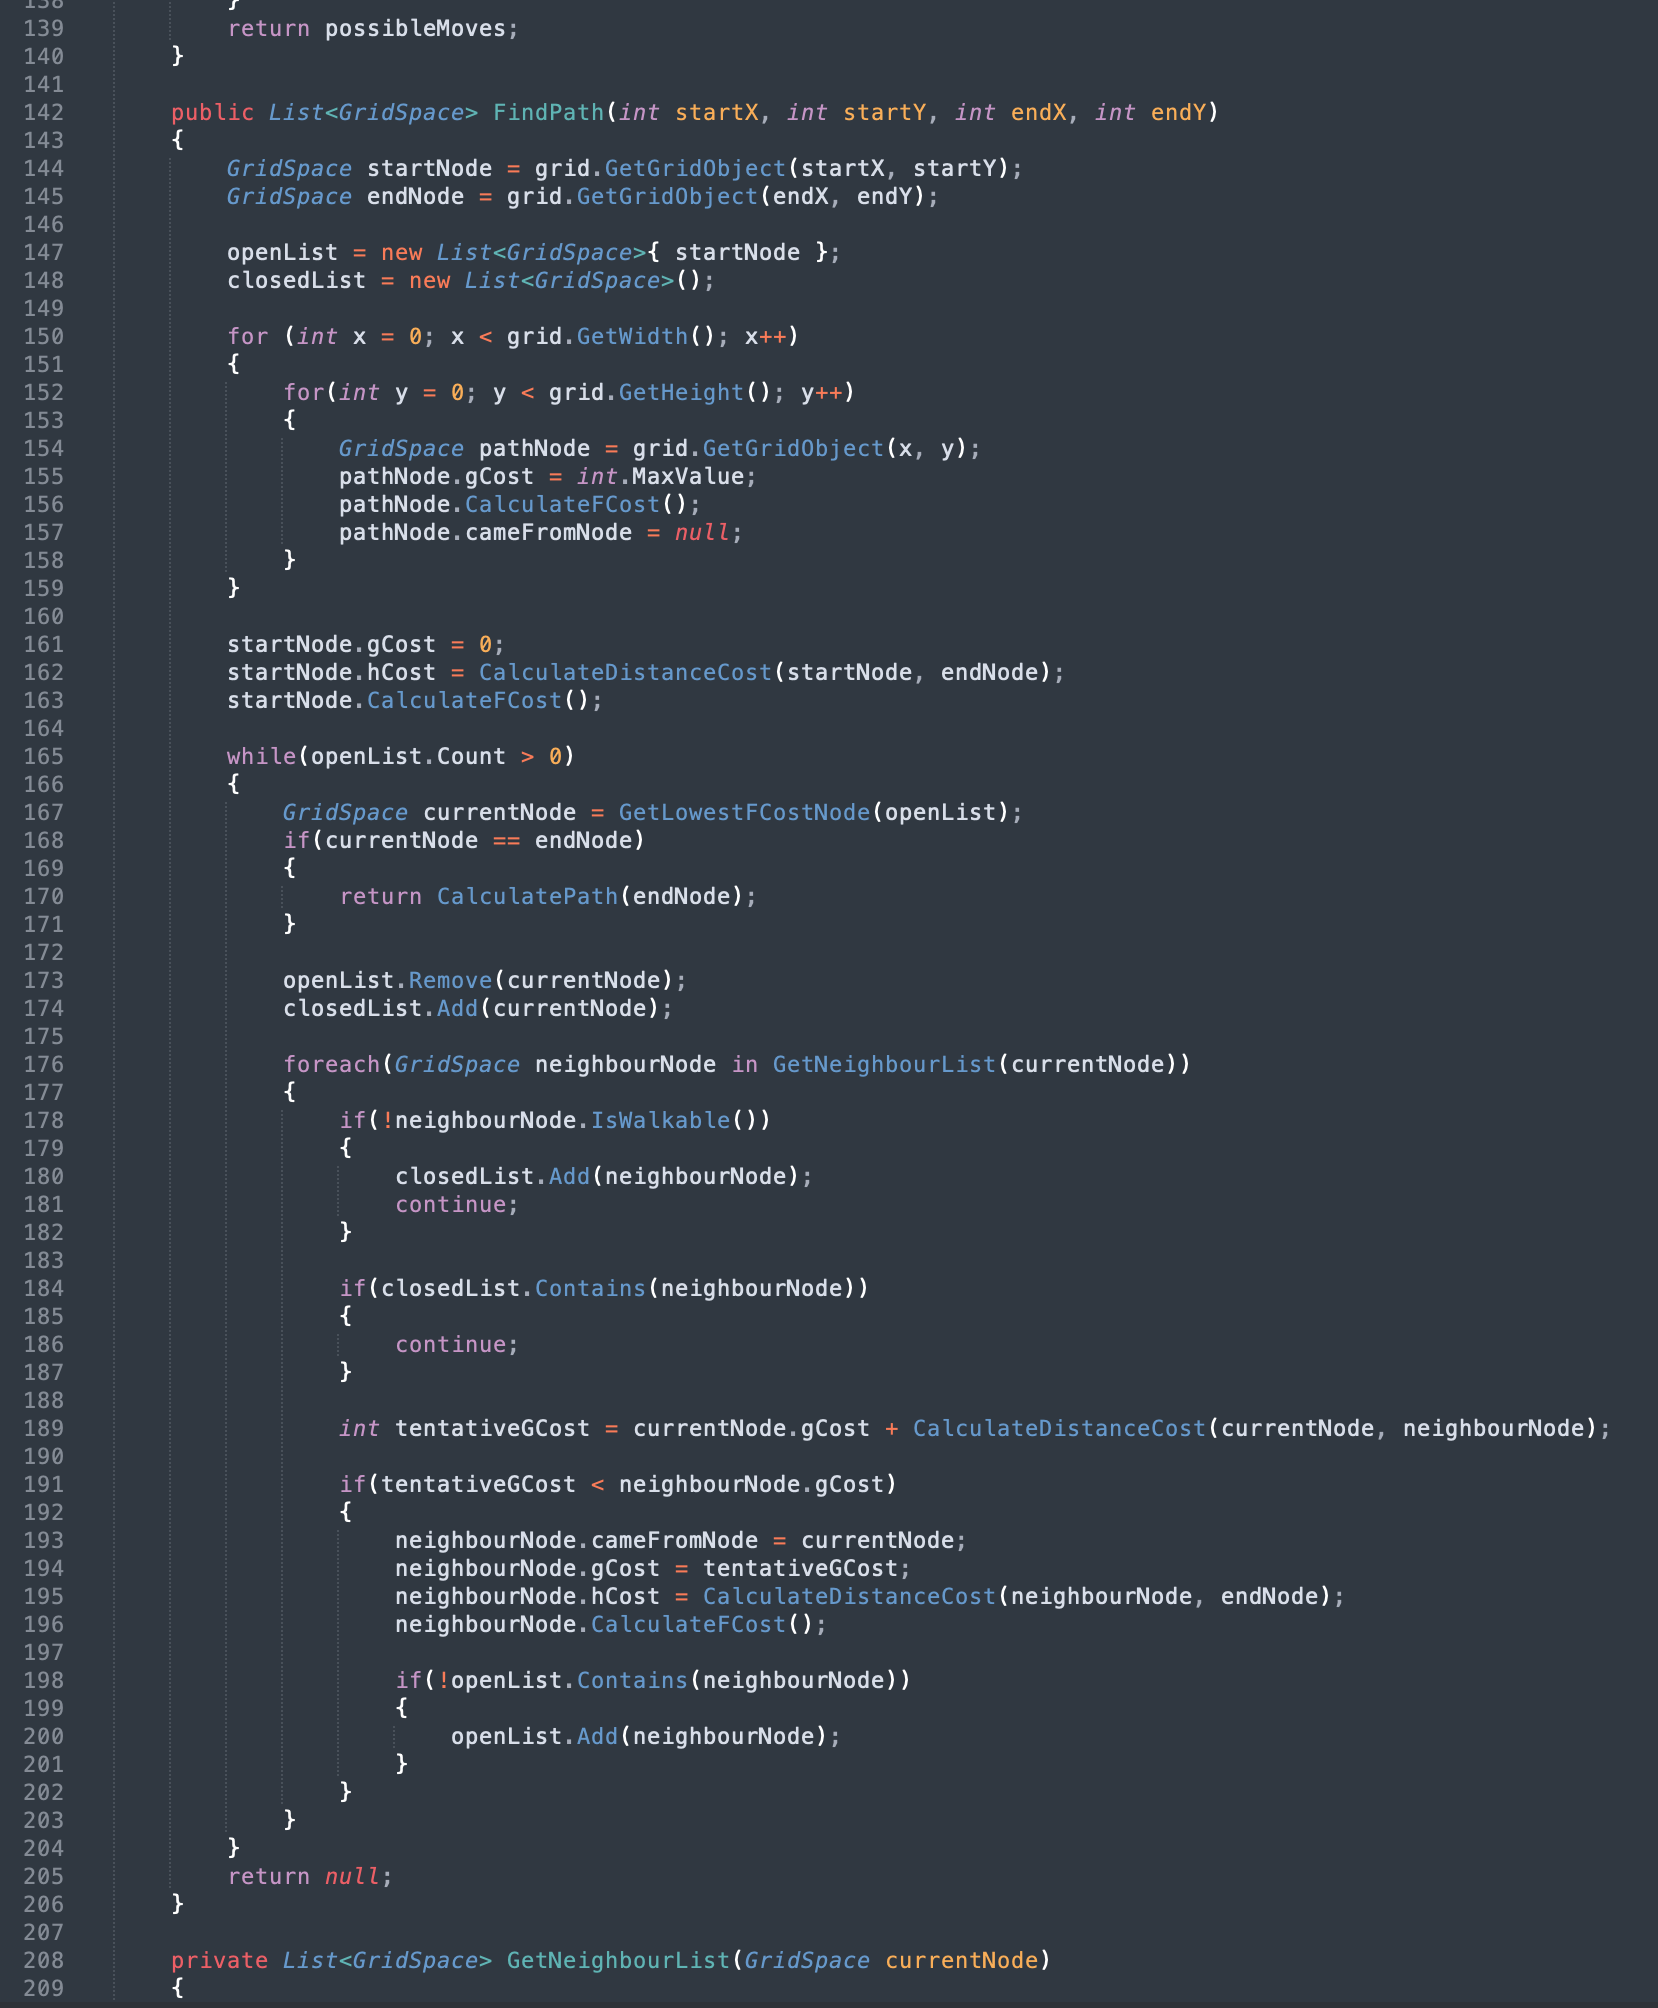 138 }
139 return possibleMoves;
140 }
141
142 public List<GridSpace> FindPath(int startX, int startY, int endX, int endY)
143 {
144 GridSpace startNode = grid.GetGridObject(startX, startY);
145 GridSpace endNode = grid.GetGridObject(endX, endY);
146
147 openList = new List<GridSpace>{ startNode };
148 closedList = new List<GridSpace>();
149
150 for (int x = 0; x < grid.GetWidth(); x++)
151 {
152 for(int y = 0; y < grid.GetHeight(); y++)
153 {
154 GridSpace pathNode = grid.GetGridObject(x, y);
155 pathNode.gCost = int.MaxValue;
156 pathNode.CalculateFCost();
157 pathNode.cameFromNode = null;
158 }
159 }
160
161 startNode.gCost = 0;
162 startNode.hCost = CalculateDistanceCost(startNode, endNode);
163 startNode.CalculateFCost();
164
165 while(openList.Count > 0)
166 {
167 GridSpace currentNode = GetLowestFCostNode(openList);
168 if(currentNode == endNode)
169 {
170 return CalculatePath(endNode);
171 }
172
173 openList.Remove(currentNode);
174 closedList.Add(currentNode);
175
176 foreach(GridSpace neighbourNode in GetNeighbourList(currentNode))
177 {
178 if(!neighbourNode.IsWalkable())
179 {
180 closedList.Add(neighbourNode);
181 continue;
182 }
183
184 if(closedList.Contains(neighbourNode))
185 {
186 continue;
187 }
188
189 int tentativeGCost = currentNode.gCost + CalculateDistanceCost(currentNode, neighbourNode);
190
191 if(tentativeGCost < neighbourNode.gCost)
192 {
193 neighbourNode.cameFromNode = currentNode;
194 neighbourNode.gCost = tentativeGCost;
195 neighbourNode.hCost = CalculateDistanceCost(neighbourNode, endNode);
196 neighbourNode.CalculateFCost();
197
198 if(!openList.Contains(neighbourNode))
199 {
200 openList.Add(neighbourNode);
201 }
202 }
203 }
204 }
205 return null;
206 }
207
208 private List<GridSpace> GetNeighbourList(GridSpace currentNode)
209 {